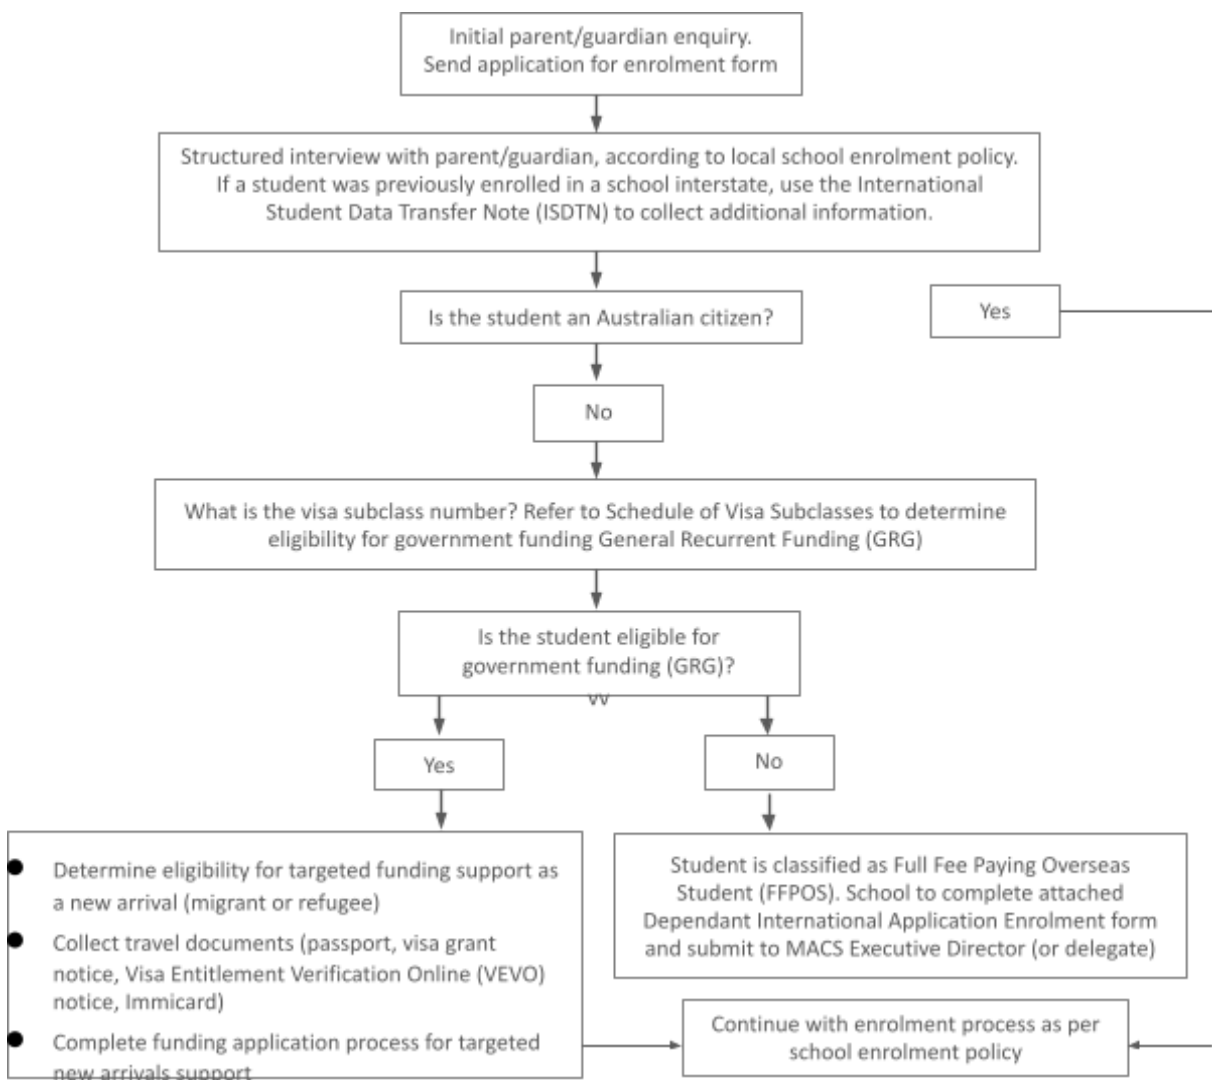 Initial parent/guardian enquiry.
Send application for enrolment form
Structured interview with parent/guardian, according to local school enrolment policy.
If a student was previously enrolled in a school interstate, use the International
Student Data Transfer Note (ISDTN) to collect additional information.
Is the student an Australian citizen?
Yes
No
What is the visa subclass number? Refer to Schedule of Visa Subclasses to determine
eligibility for government funding General Recurrent Funding (GRG)
Is the student eligible for
government funding (GRG)?
Yes
No
● Determine eligibility for targeted funding support as
a new arrival (migrant or refugee)
● Collect travel documents (passport, visa grant
notice, Visa Entitlement Verification Online (VEVO)
notice, Immicard)
● Complete funding application process for targeted
new arrivals support
Student is classified as Full Fee Paying Overseas
Student (FFPOS). School to complete attached
Dependant International Application Enrolment form
and submit to MACS Executive Director (or delegate)
Continue with enrolment process as per
school enrolment policy